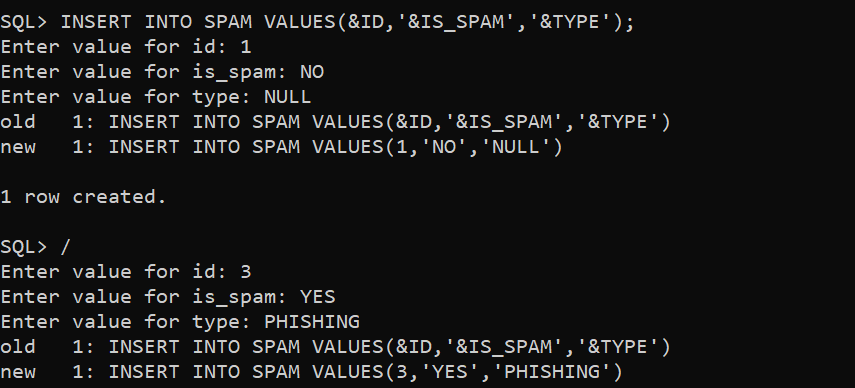 SQL> INSERT INTO SPAM VALUES(&ID,'&IS_SPAM','&TYPE');
Enter value for id: 1
Enter value for is_spam: NO
Enter value for type: NULL
old   1: INSERT INTO SPAM VALUES(&ID,'&IS_SPAM','&TYPE')
new   1: INSERT INTO SPAM VALUES(1,'NO','NULL')
1 row created.
SQL> /
Enter value for id: 3
Enter value for is_spam: YES
Enter value for type: PHISHING
old   1: INSERT INTO SPAM VALUES(&ID,'&IS_SPAM','&TYPE')
new   1: INSERT INTO SPAM VALUES(3,'YES','PHISHING')